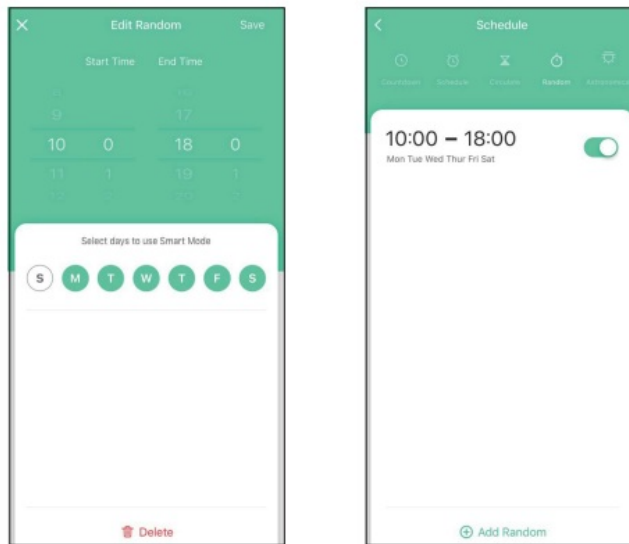 Edit Random Save
Start Time End Time
9 17
10 0 18 0
11 1 19 1
Select days to use Smart Mode
S M T W T F S
Delete
Schedule
Countdown Schedule Circulate Random Astronomical
10:00 – 18:00
Mon Tue Wed Thur Fri Sat
Add Random